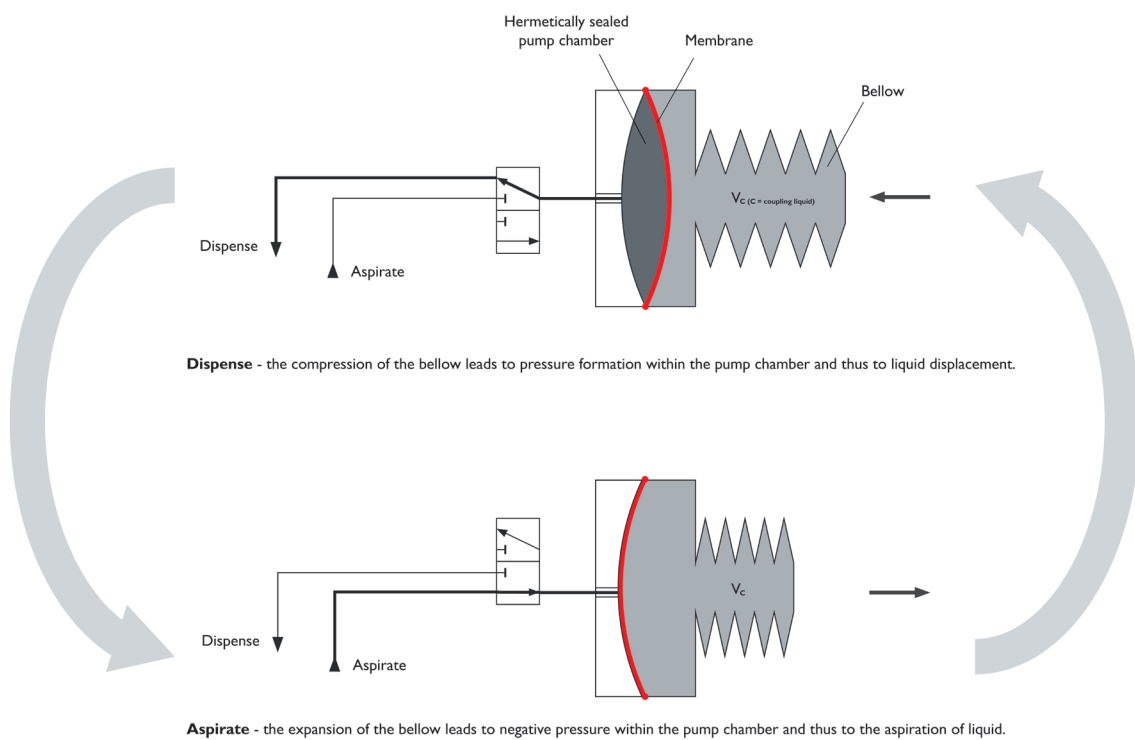 Hermetically sealed
pump chamber
Membrane
Bellow
Vc (C = coupling liquid)
Dispense
Aspirate
Dispense - the compression of the bellow leads to pressure formation within the pump chamber and thus to liquid displacement.
Vc
Dispense
Aspirate
Aspirate - the expansion of the bellow leads to negative pressure within the pump chamber and thus to the aspiration of liquid.